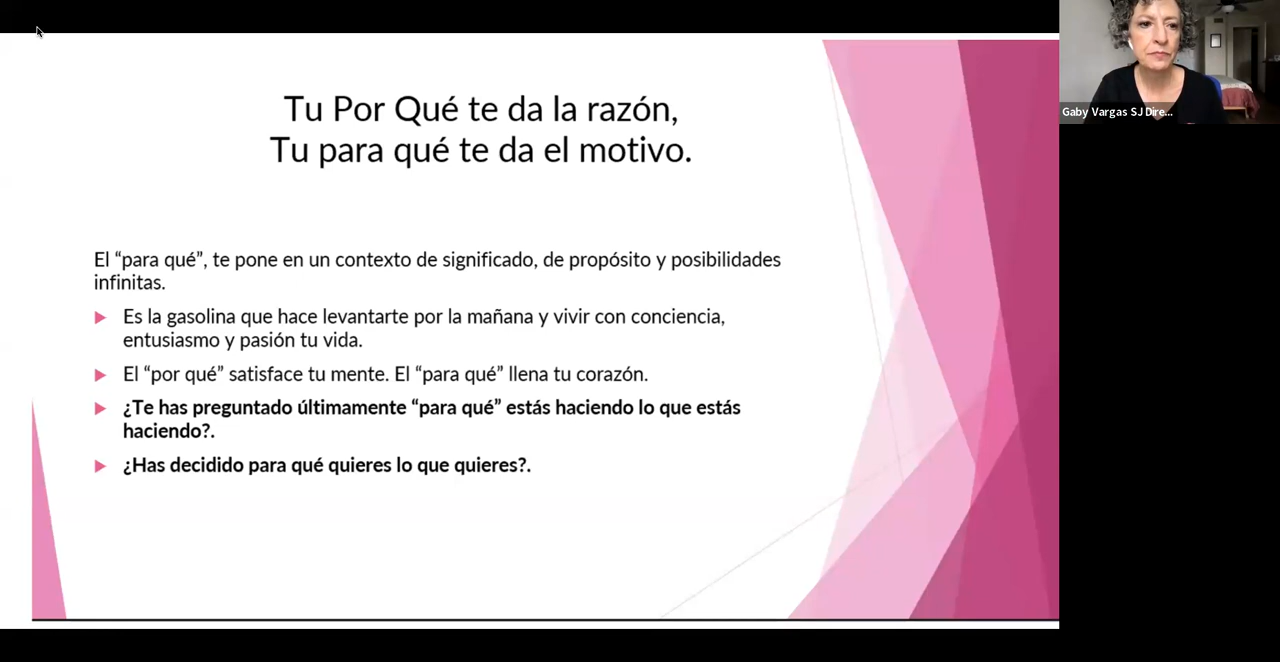 Tu Por Qué te da la razón,
Tu para qué te da el motivo.
El “para qué”, te pone en un contexto de significado, de propósito y posibilidades
infinitas.
Es la gasolina que hace levantarte por la mañana y vivir con conciencia,
entusiasmo y pasión tu vida.
El “por qué” satisface tu mente. El “para qué” llena tu corazón.
¿Te has preguntado últimamente “para qué” estás haciendo lo que estás
haciendo?.
¿Has decidido para qué quieres lo que quieres?.
Gaby Vargas SJ Dire...